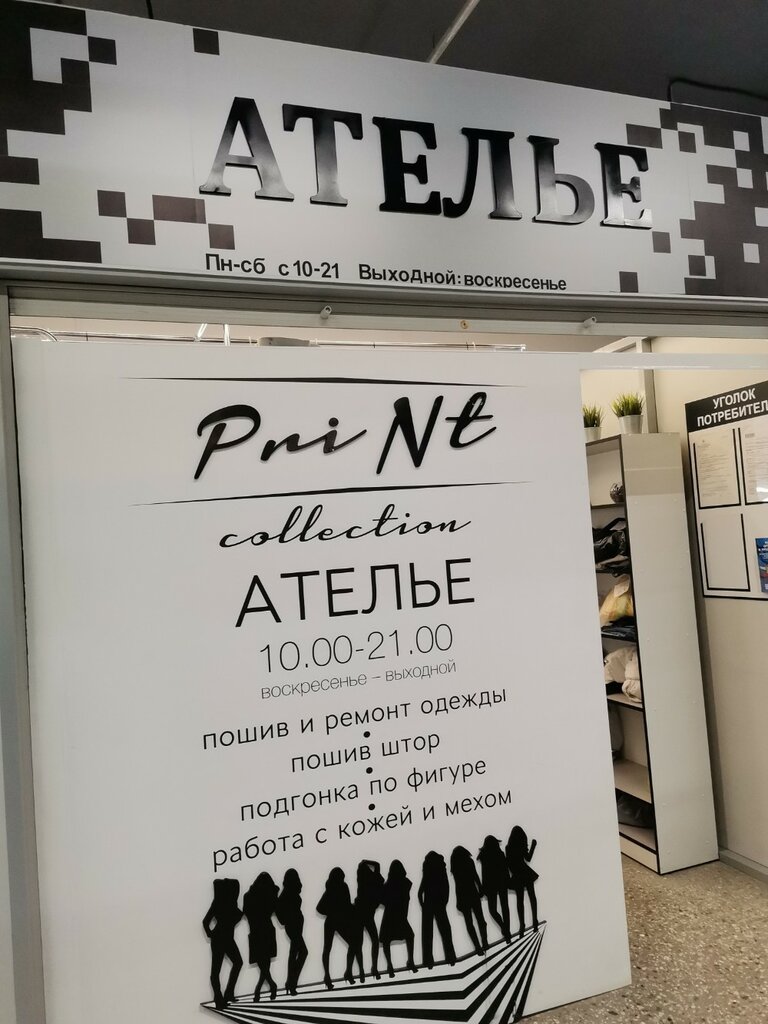 АТЕЛЬЕ
Пн-сб с 10-21 Выходной: воскресенье
Pri Nt
collection
АТЕЛЬЕ
10.00-21.00
воскресенье – выходной
пошив и ремонт одежды
•
пошив штор
•
подгонка по фигуре
•
работа с кожей и мехом
УГОЛОК
ПОТРЕБИТЕЛ